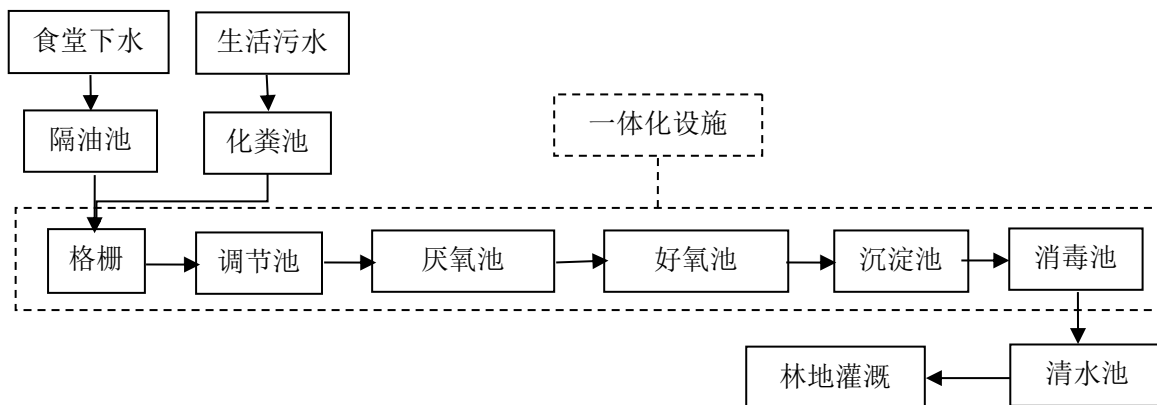 食堂下水
生活污水
隔油池
化粪池
一体化设施
格栅
调节池
厌氧池
好氧池
沉淀池
消毒池
林地灌溉
清水池